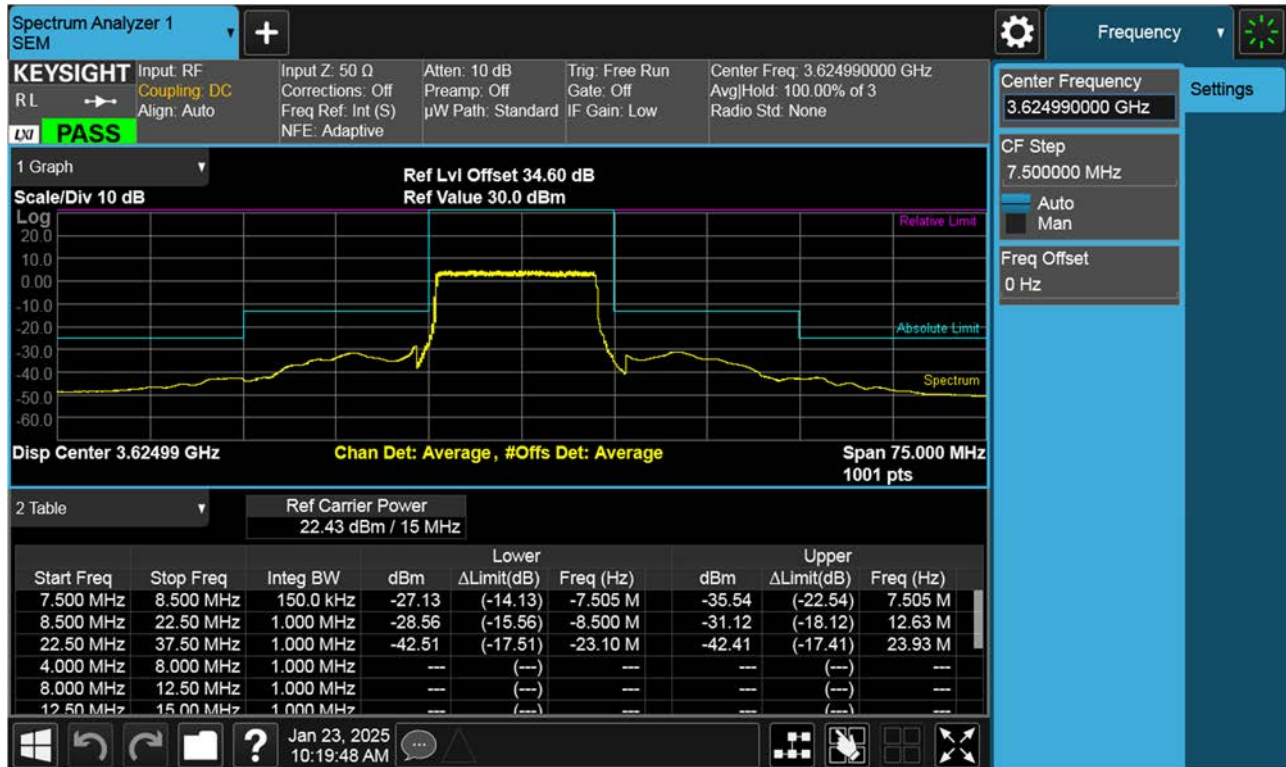 Spectrum Analyzer 1
SEM
+
Frequency
KEYSIGHT
RL
LXI PASS
Input: RF
Coupling: DC
Align: Auto
Input Z: 50 Ω
Corrections: Off
Freq Ref: Int (S)
NFE: Adaptive
Atten: 10 dB
Preamp: Off
µW Path: Standard
Trig: Free Run
Gate: Off
IF Gain: Low
Center Freq: 3.624990000 GHz
Avg|Hold: 100.00% of 3
Radio Std: None
Center Frequency
3.624990000 GHz
Settings
CF Step
7.500000 MHz
Auto
Man
Freq Offset
0 Hz
1 Graph
Ref Lvl Offset 34.60 dB
Scale/Div 10 dB
Ref Value 30.0 dBm
Log
Relative Limit
20.0
10.0
0.00
-10.0
-20.0
Absolute Limit
-30.0
-40.0
Spectrum
-50.0
-60.0
Disp Center 3.62499 GHz
Chan Det: Average, #Offs Det: Average
Span 75.000 MHz
1001 pts
2 Table
Ref Carrier Power
22.43 dBm / 15 MHz
Lower Upper
Start Freq Stop Freq Integ BW dBm ΔLimit(dB) Freq (Hz) dBm ΔLimit(dB) Freq (Hz)
7.500 MHz 8.500 MHz 150.0 kHz -27.13 (-14.13) -7.505 M -35.54 (-22.54) 7.505 M
8.500 MHz 22.50 MHz 1.000 MHz -28.56 (-15.56) -8.500 M -31.12 (-18.12) 12.63 M
22.50 MHz 37.50 MHz 1.000 MHz -42.51 (-17.51) -23.10 M -42.41 (-17.41) 23.93 M
4.000 MHz 8.000 MHz 1.000 MHz --- (---) --- --- (---) ---
8.000 MHz 12.50 MHz 1.000 MHz --- (---) --- --- (---) ---
12.50 MHz 15.00 MHz 1.000 MHz --- (---) --- --- (---) ---
?
Jan 23, 2025
10:19:48 AM